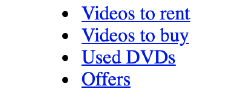 Videos to rent
Videos to buy
Used DVDs
Offers